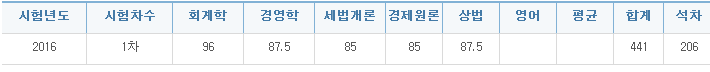 시험년도 시험차수 회계학 경영학 세법개론 경제원론 상법 영어 평균 합계 석차
2016 1차 96 87.5 85 85 87.5 441 206